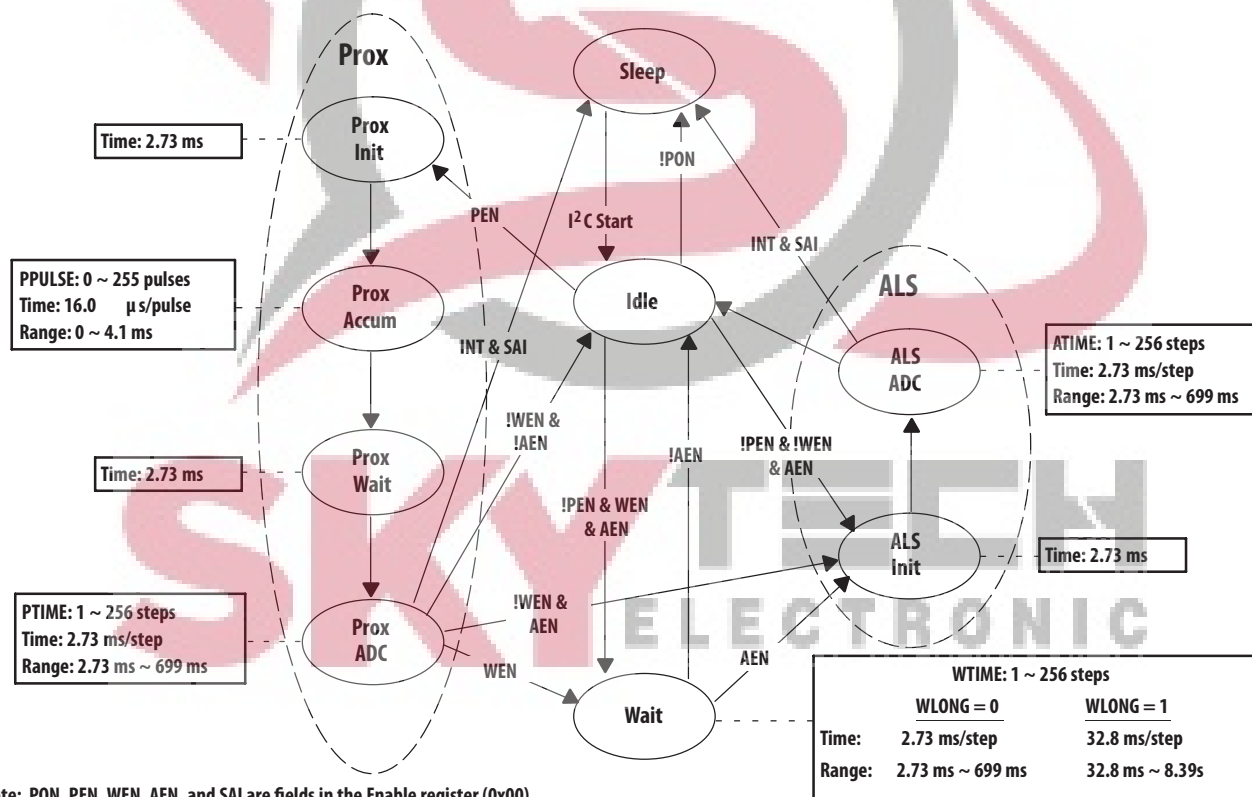 Prox
Prox
Init
Time: 2.73 ms
Sleep
!PON
PEN
I²C Start
INT & SAI
PPULSE: 0 ~ 255 pulses
Time: 16.0 μs/pulse
Range: 0 ~ 4.1 ms
Prox
Accum
Idle
ALS
INT & SAI
ALS
ADC
ATIME: 1 ~ 256 steps
Time: 2.73 ms/step
Range: 2.73 ms ~ 699 ms
!WEN &
!AEN
!AEN
!PEN & !WEN
& AEN
Time: 2.73 ms
Prox
Wait
!PEN & WEN
& AEN
SKY TECH
ELECTRONIC
ALS
Init
Time: 2.73 ms
PTIME: 1 ~ 256 steps
Time: 2.73 ms/step
Range: 2.73 ms ~ 699 ms
Prox
ADC
!WEN &
AEN
WEN
AEN
Wait
WTIME: 1 ~ 256 steps
WLONG = 0 WLONG = 1
Time: 2.73 ms/step 32.8 ms/step
Range: 2.73 ms ~ 699 ms 32.8 ms ~ 8.39s
PON, PEN, WEN, AEN, and SAI are fields in the Enable register (0x00)